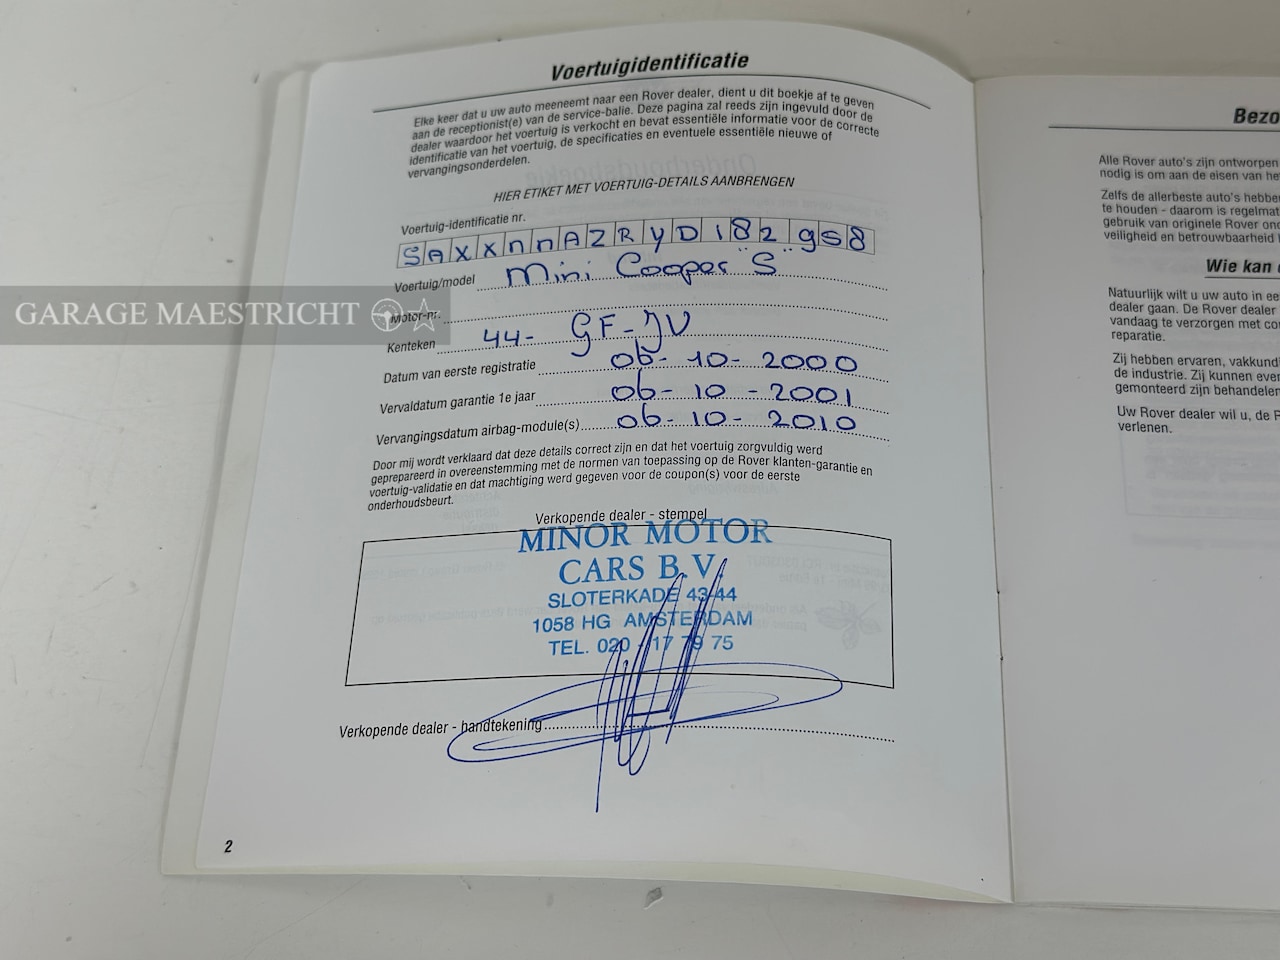 Voertuigidentificatie
Elke keer dat u uw auto meeneemt naar een Rover dealer, dient u dit boekje af te geven
aan de receptionist(e) van de service-balie. Deze pagina zal reeds zijn ingevuld door de
dealer waardoor het voertuig is verkocht en bevat essentiële informatie voor de correcte
identificatie van het voertuig, de specificaties en eventuele essentiële nieuwe of
vervangingsonderdelen.
HIER ETIKET MET VOERTUIG-DETAILS AANBRENGEN
Voertuig-identificatie nr.
SAXXnnAZRyD182958
Voertuig/model Mini Cooper "S"
Motor-nr.
Kenteken 44-GF-JV
Datum van eerste registratie 06-10-2000
Vervaldatum garantie 1e jaar 06-10-2001
Vervangingsdatum airbag-module(s) 06-10-2010
Door mij wordt verklaard dat deze details correct zijn en dat het voertuig zorgvuldig werd
geprepareerd in overeenstemming met de normen van toepassing op de Rover klanten-garantie en
voertuig-validatie en dat machtiging werd gegeven voor de coupon(s) voor de eerste
onderhoudsbeurt.
Verkopende dealer - stempel
MINOR MOTOR
CARS B.V.
SLOTERKADE 43-44
1058 HG AMSTERDAM
TEL. 020 - 17 79 75
Verkopende dealer - handtekening
2
GARAGE MAESTRICHT
Bezo
Alle Rover auto's zijn ontworpen
nodig is om aan de eisen van he
Zelfs de allerbeste auto's hebben
te houden - daarom is regelmat
gebruik van originele Rover ond
veiligheid en betrouwbaarheid
Wie kan
Natuurlijk wilt u uw auto in ee
dealer gaan. De Rover dealer
vandaag te verzorgen met co
reparatie.
Zij hebben ervaren, vakkundi
de industrie. Zij kunnen even
gemonteerd zijn behandelen
Uw Rover dealer wil u, de R
verlenen.